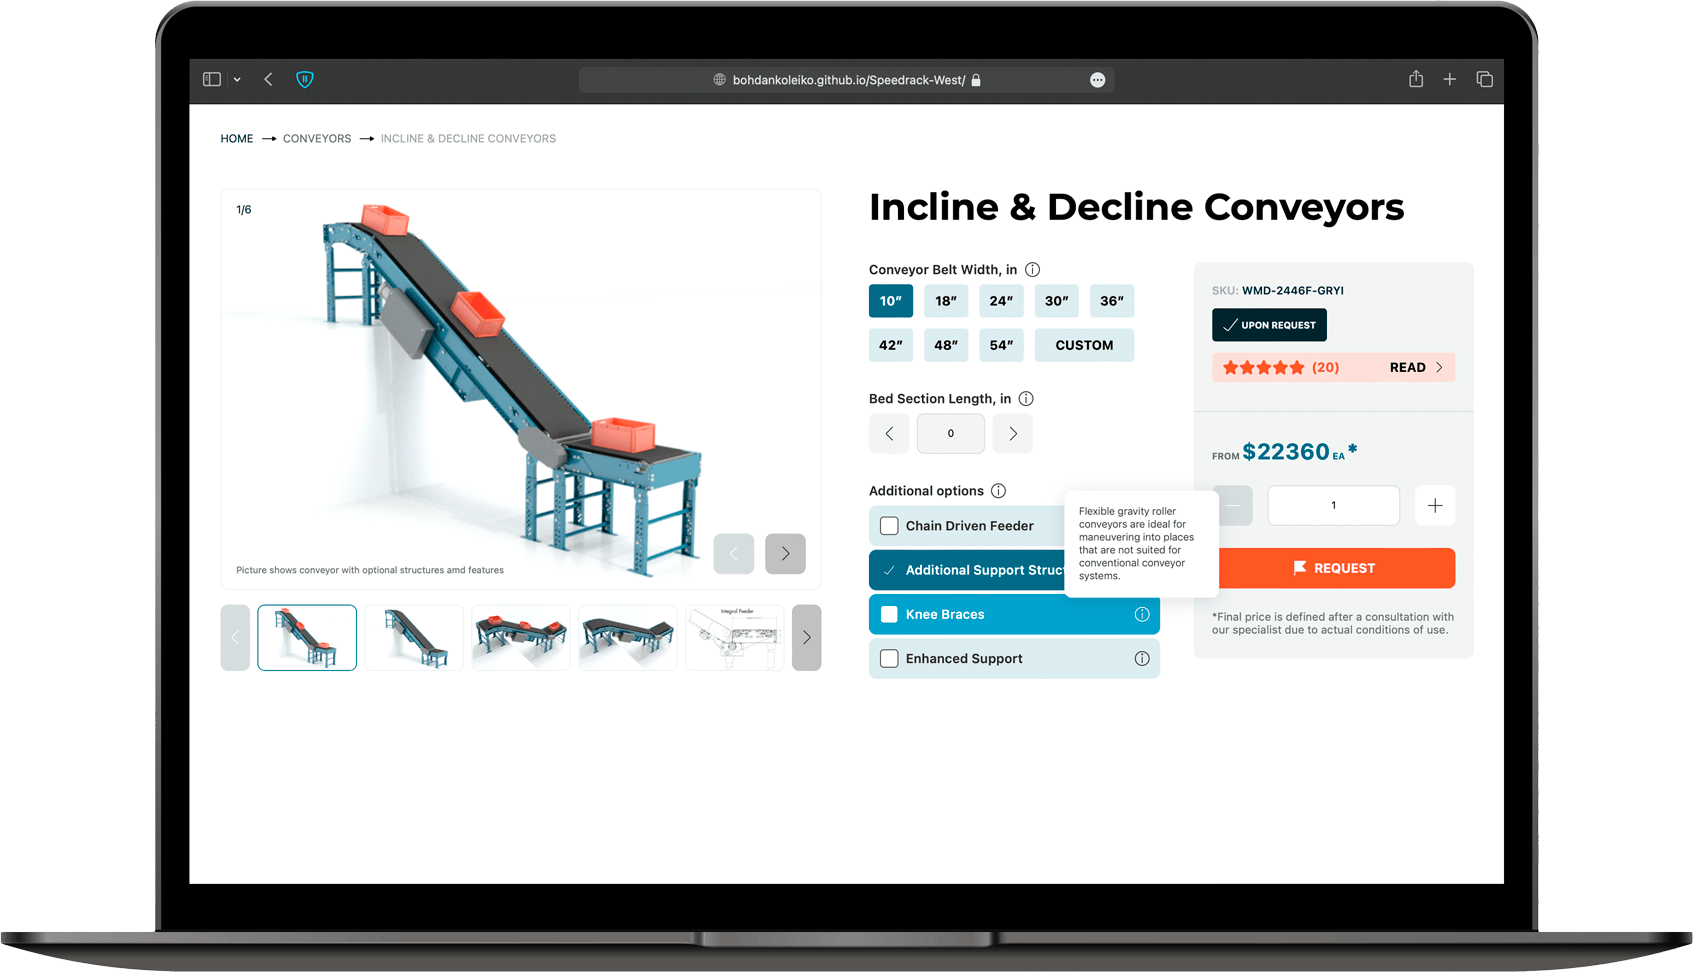 bohdankoleiko.github.io/Speedrack-West/
HOME CONVEYORS INCLINE & DECLINE CONVEYORS
1/6
Picture shows conveyor with optional structures amd features
Integral Feeder
Incline & Decline Conveyors
Conveyor Belt Width, in
10” 18” 24” 30” 36”
42” 48” 54” CUSTOM
Bed Section Length, in
0
Additional options
Chain Driven Feeder
Additional Support Struct
Knee Braces
Enhanced Support
Flexible gravity roller
conveyors are ideal for
maneuvering into places
that are not suited for
conventional conveyor
systems.
SKU: WMD-2446F-GRYI
UPON REQUEST
(20) READ
FROM $22360 EA *
1
REQUEST
*Final price is defined after a consultation with
our specialist due to actual conditions of use.